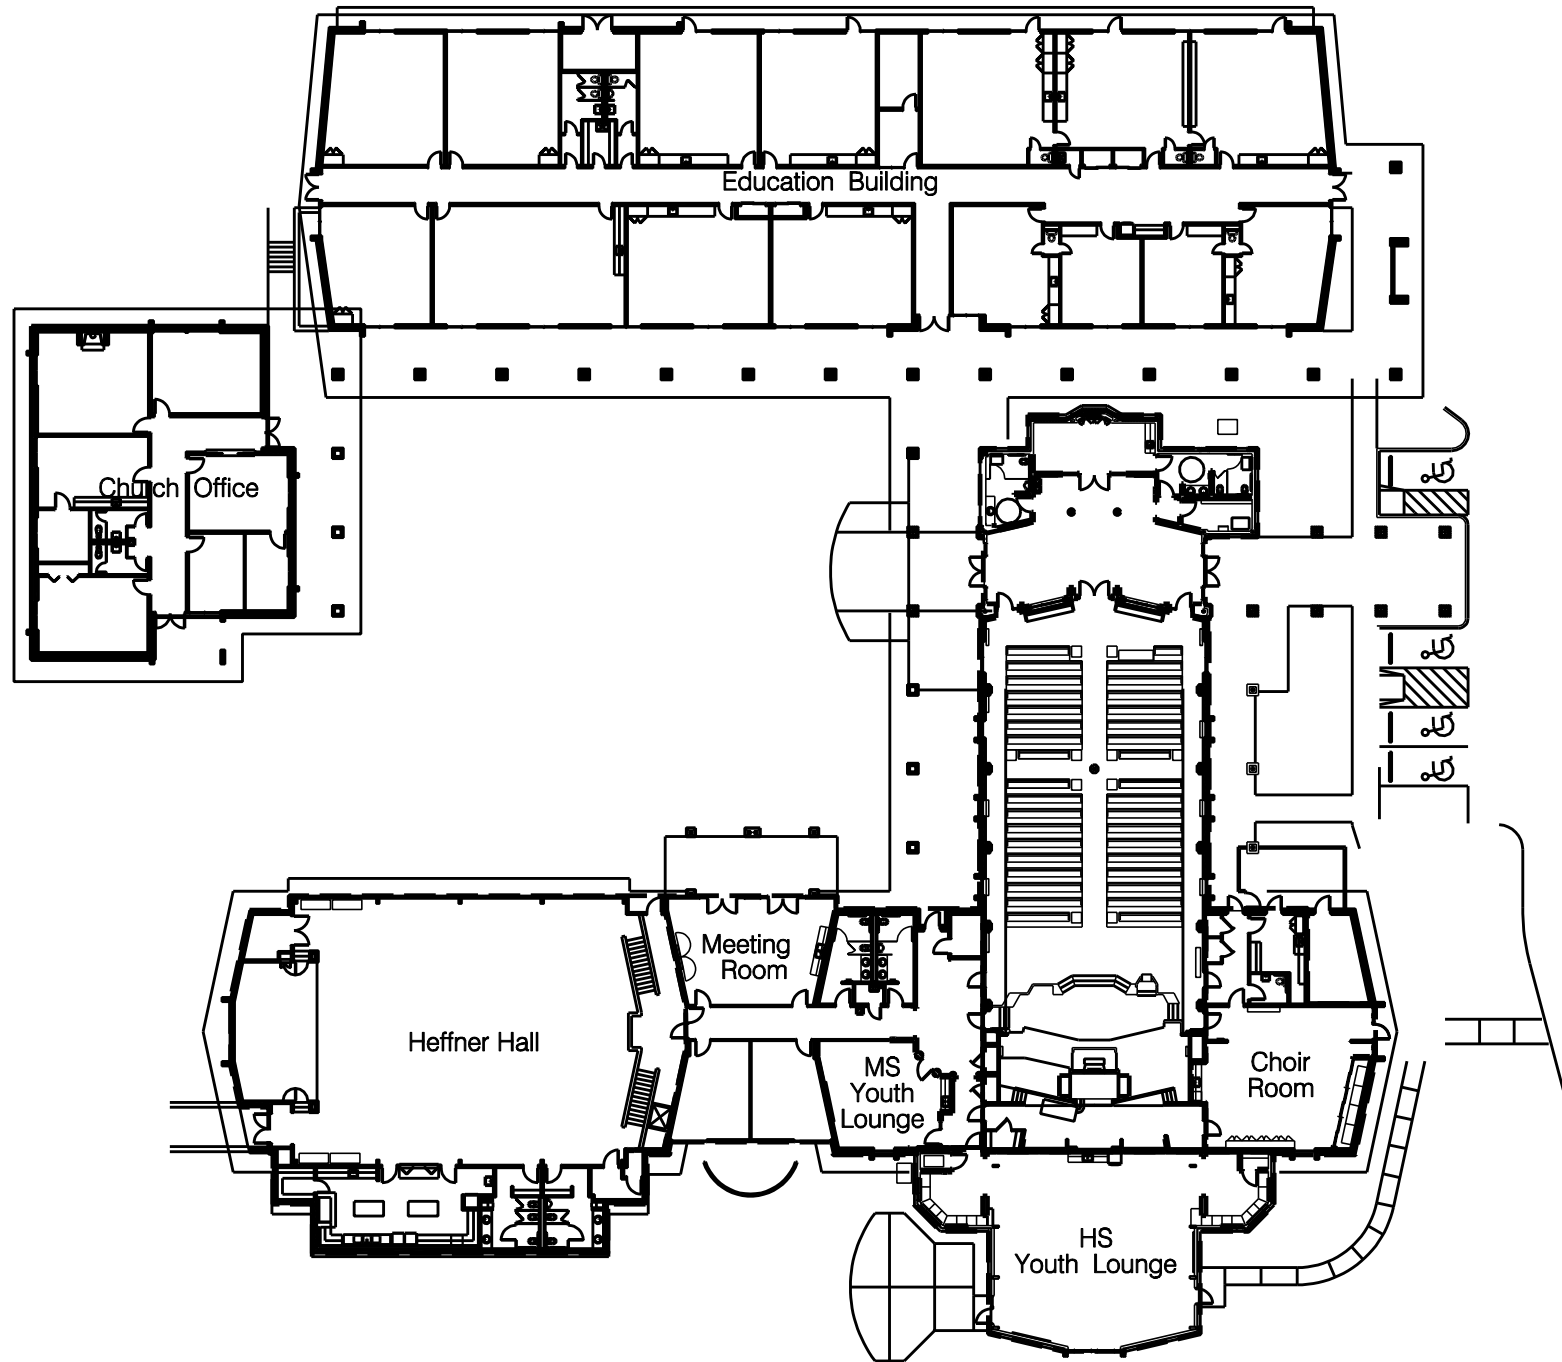 Education Building
Church Office
Meeting
Room
Heffner Hall
MS
Youth
Lounge
Choir
Room
HS
Youth Lounge